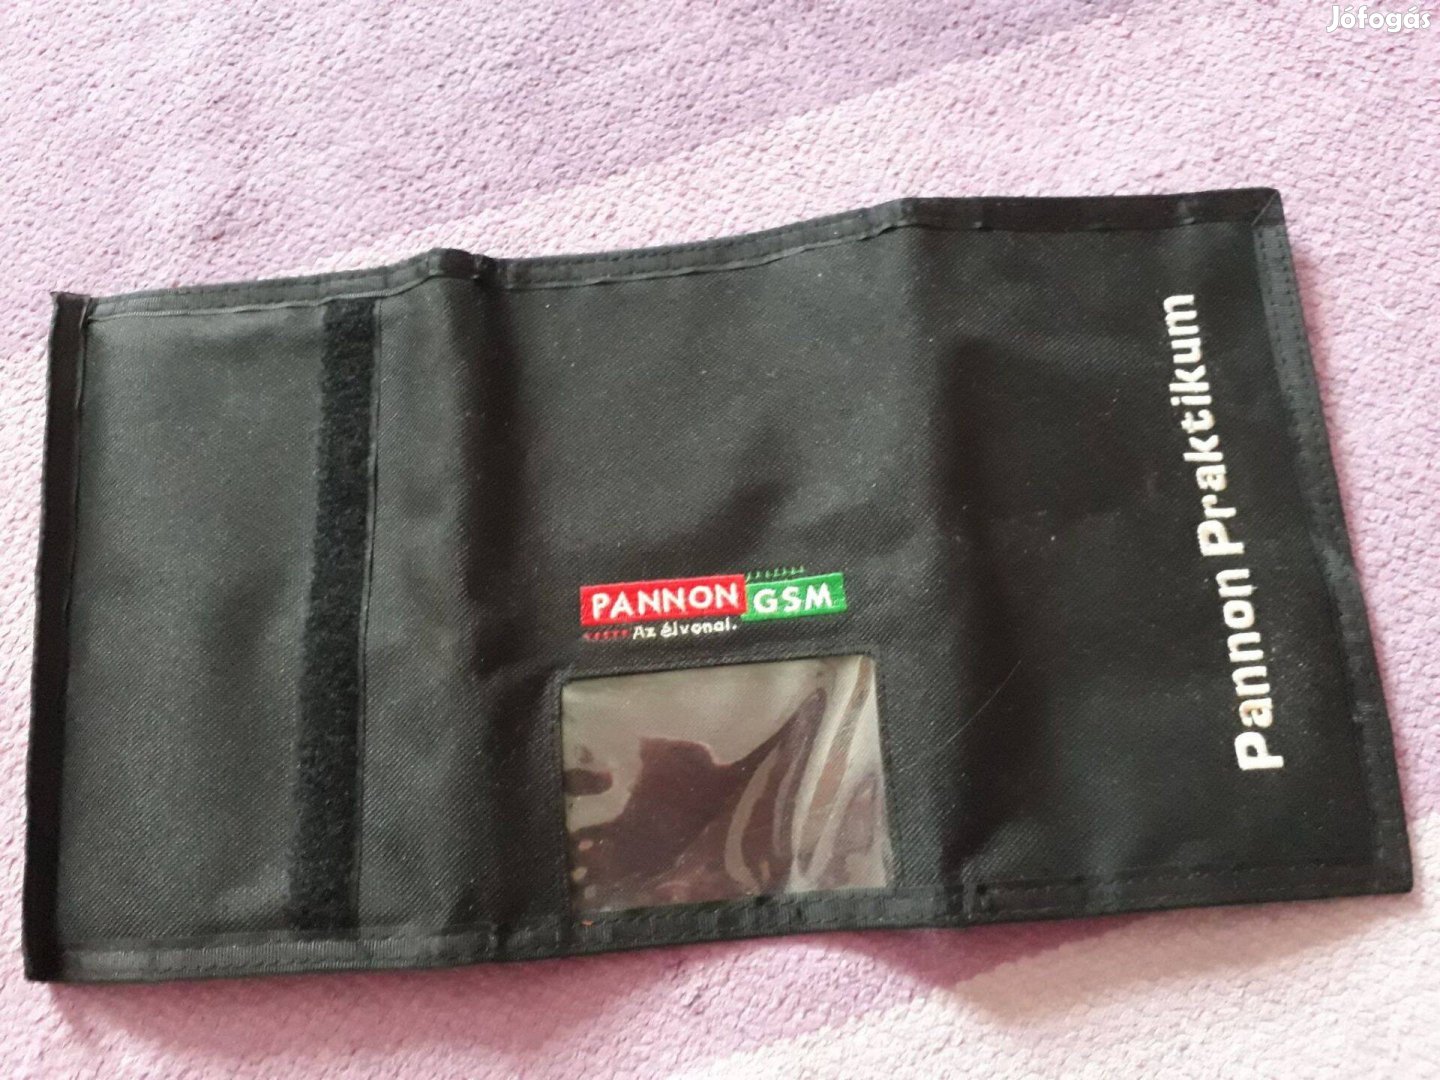 Jófogás
PANNON GSM
Az élvonal.
Pannon Praktikum